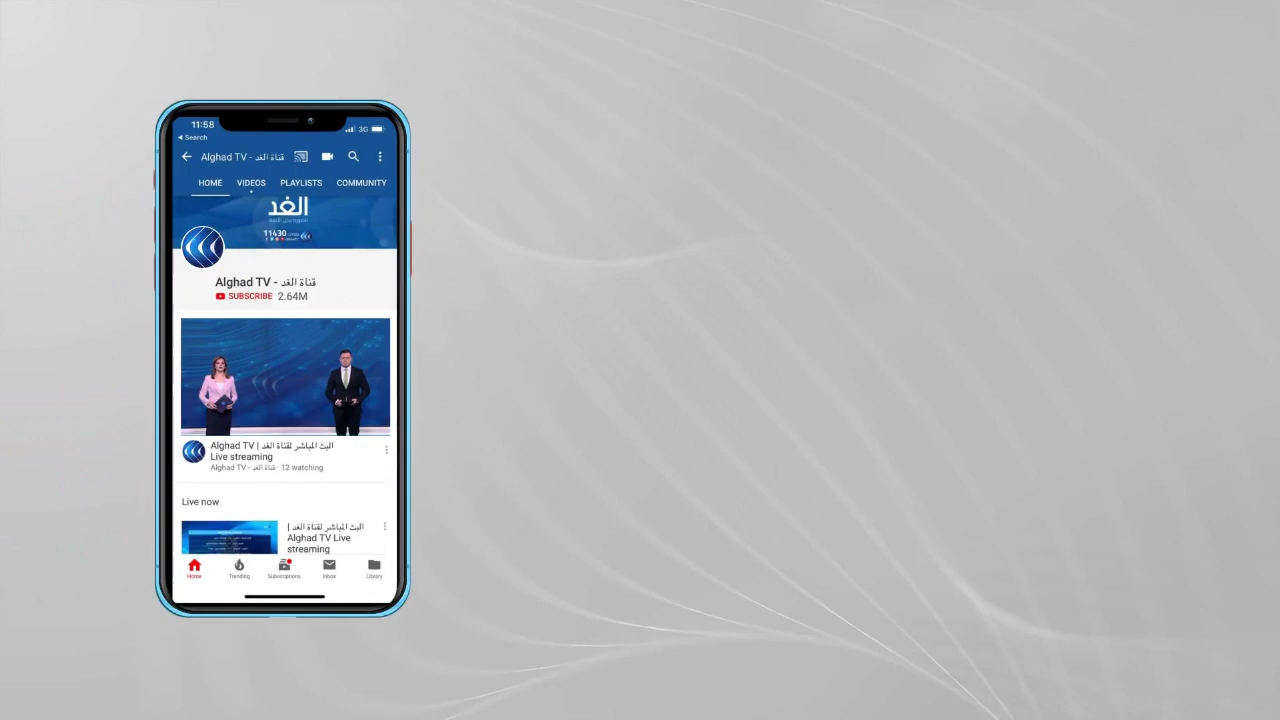 11:58
3G
Search
Alghad TV - قناة الغد
HOME VIDEOS PLAYLISTS COMMUNITY
الغد
11430
Alghad TV - قناة الغد
SUBSCRIBE 2.64M
Alghad TV | البث المباشر لقناة الغد
Live streaming
Alghad TV - قناة الغد · 12 watching
Live now
البث المباشر لقناة الغد |
Alghad TV Live
streaming
Home Trending Subscriptions Inbox Library